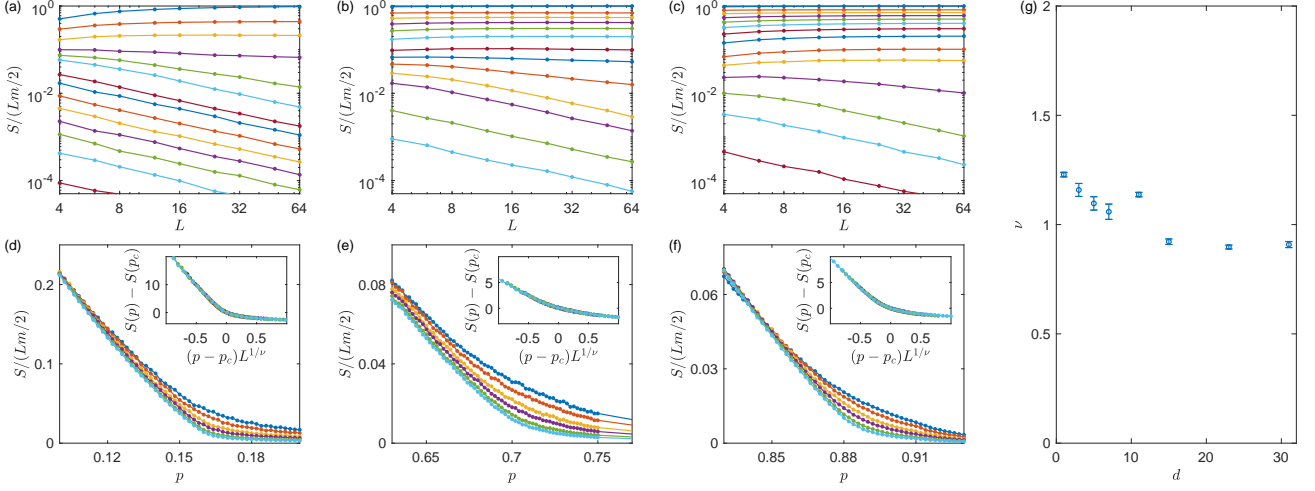 (a)
S/(Lm/2)
10^0
10^-2
10^-4
4 8 16 32 64
L
(b)
S/(Lm/2)
10^0
10^-2
10^-4
4 8 16 32 64
L
(c)
S/(Lm/2)
10^0
10^-2
10^-4
4 8 16 32 64
L
(d)
S/(Lm/2)
0.2
0.1
0
0.12 0.15 0.18
p
S(p) − S(p_c)
10
0
-0.5 0 0.5
(p − p_c)L^{1/ν}
(e)
S/(Lm/2)
0.08
0.04
0
0.65 0.7 0.75
p
S(p) − S(p_c)
5
0
-0.5 0 0.5
(p − p_c)L^{1/ν}
(f)
S/(Lm/2)
0.06
0.03
0
0.85 0.88 0.91
p
S(p) − S(p_c)
5
0
-0.5 0 0.5
(p − p_c)L^{1/ν}
(g)
ν
2
1.5
1
0.5
0
0 10 20 30
d